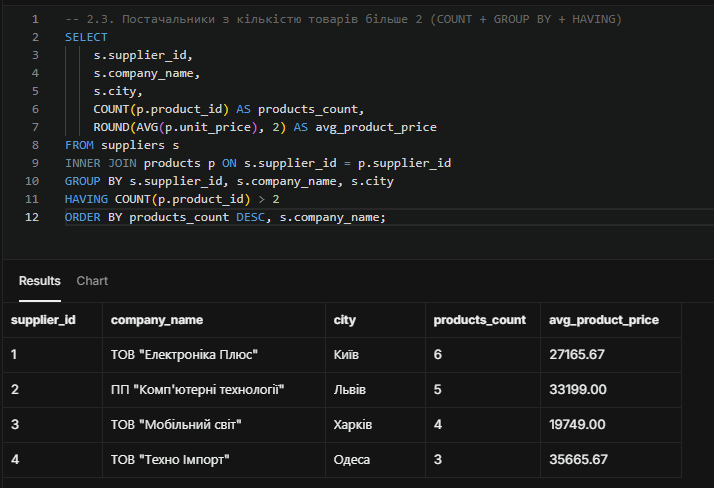 1 -- 2.3. Постачальники з кількістю товарів більше 2 (COUNT + GROUP BY + HAVING)
2 SELECT
3 s.supplier_id,
4 s.company_name,
5 s.city,
6 COUNT(p.product_id) AS products_count,
7 ROUND(AVG(p.unit_price), 2) AS avg_product_price
8 FROM suppliers s
9 INNER JOIN products p ON s.supplier_id = p.supplier_id
10 GROUP BY s.supplier_id, s.company_name, s.city
11 HAVING COUNT(p.product_id) > 2
12 ORDER BY products_count DESC, s.company_name;
Results Chart
supplier_id company_name city products_count avg_product_price
1 ТОВ "Електроніка Плюс" Київ 6 27165.67
2 ПП "Комп'ютерні технології" Львів 5 33199.00
3 ТОВ "Мобільний світ" Харків 4 19749.00
4 ТОВ "Техно Імпорт" Одеса 3 35665.67